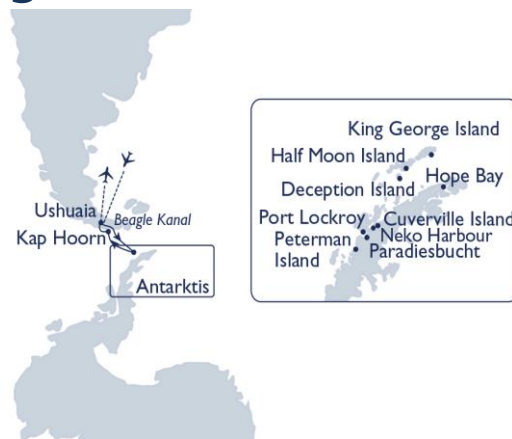 g
Ushuaia
Beagle Kanal
Kap Hoorn
Antarktis
King George Island
Half Moon Island
Hope Bay
Deception Island
Port Lockroy
Cuverville Island
Peterman
Island
Neko Harbour
Paradiesbucht